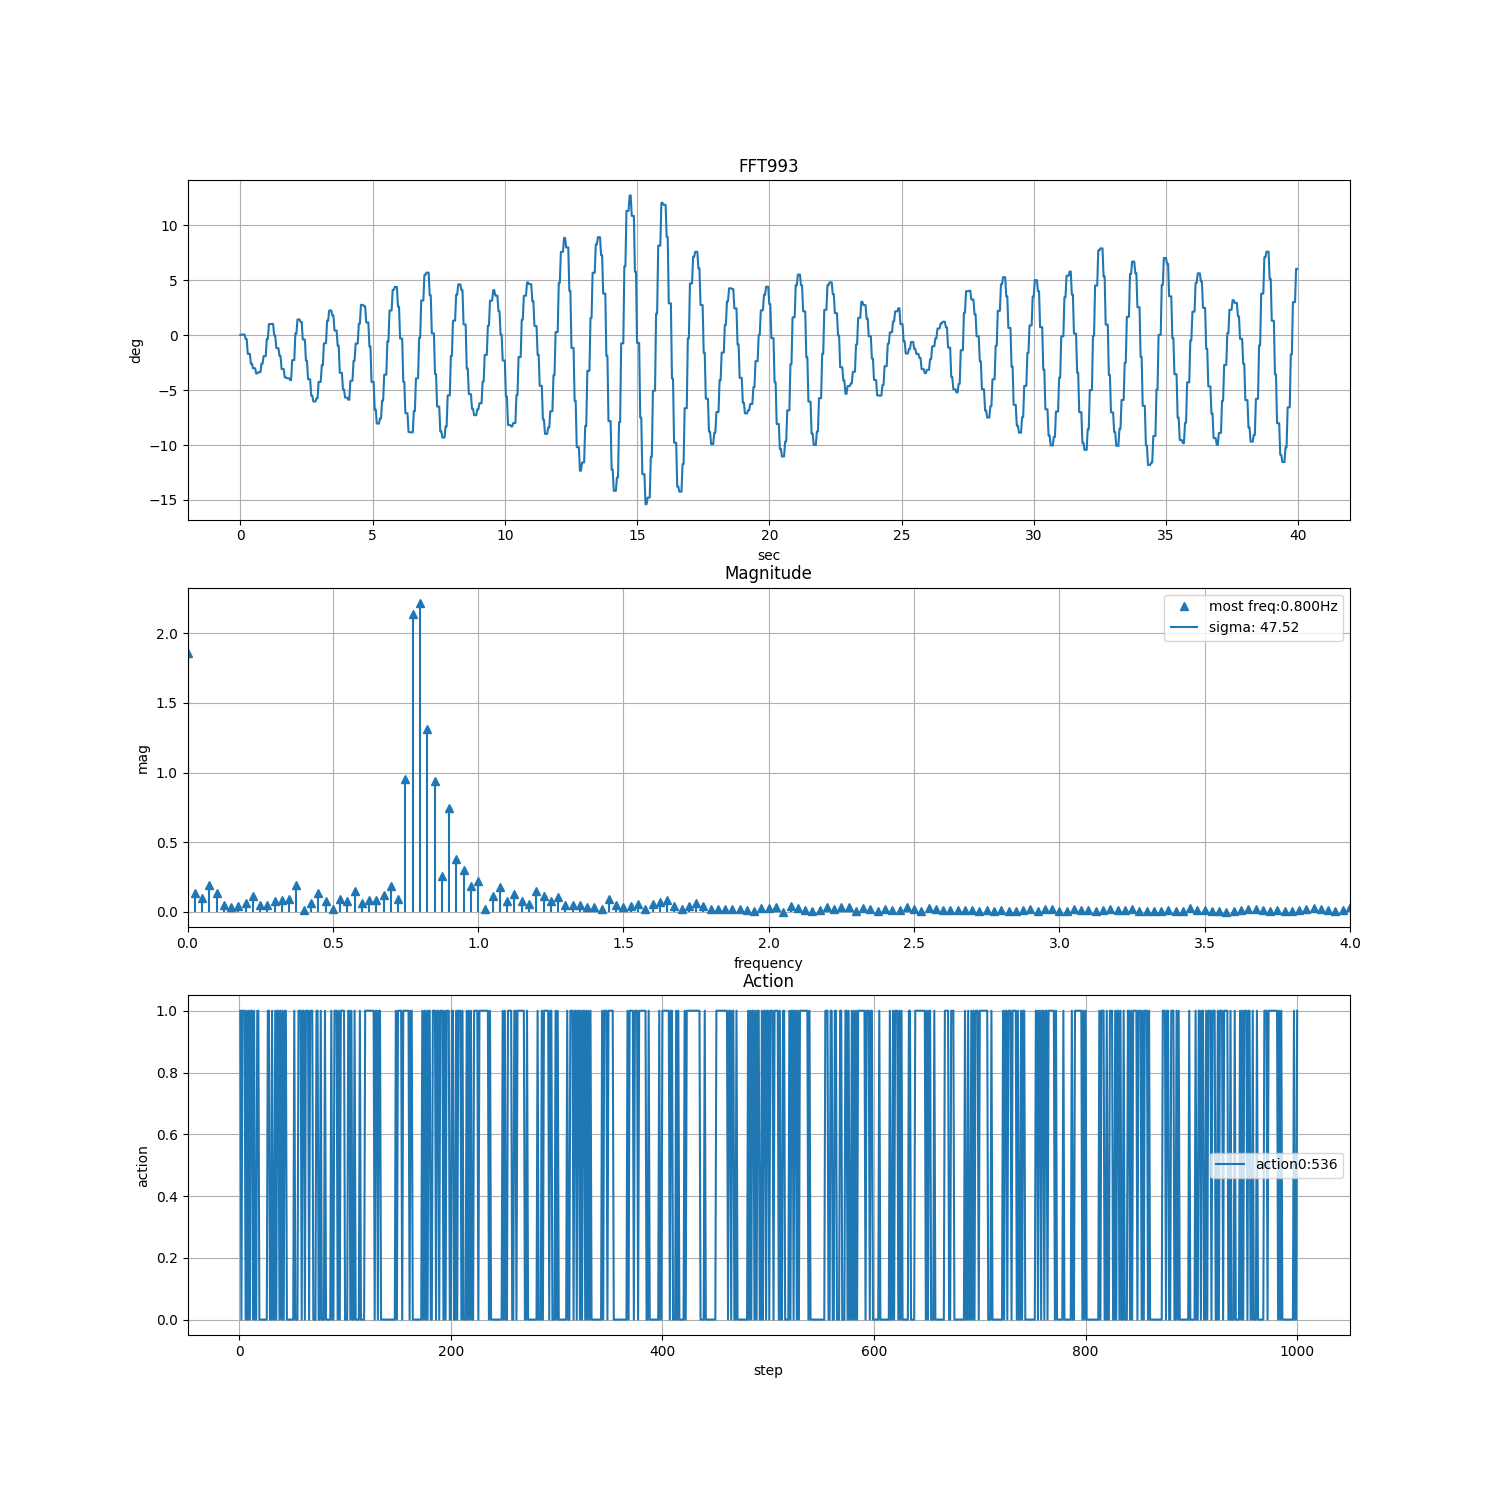 FFT993
10
5
0
−5
−10
−15
deg
0 5 10 15 20 25 30 35 40
sec
Magnitude
most freq:0.800Hz
sigma: 47.52
2.0
1.5
1.0
0.5
0.0
mag
0.0 0.5 1.0 1.5 2.0 2.5 3.0 3.5 4.0
frequency
Action
1.0
0.8
0.6
0.4
0.2
0.0
action
action0:536
0 200 400 600 800 1000
step